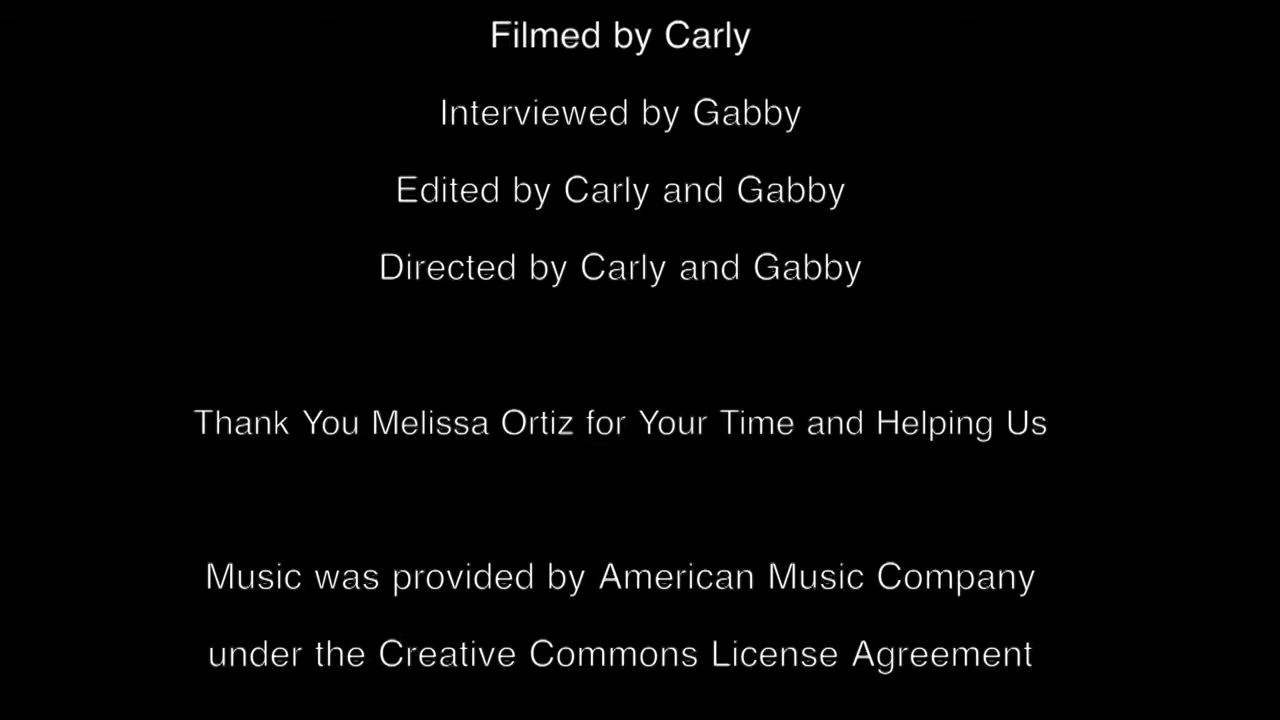 Filmed by Carly
Interviewed by Gabby
Edited by Carly and Gabby
Directed by Carly and Gabby
Thank You Melissa Ortiz for Your Time and Helping Us
Music was provided by American Music Company
under the Creative Commons License Agreement